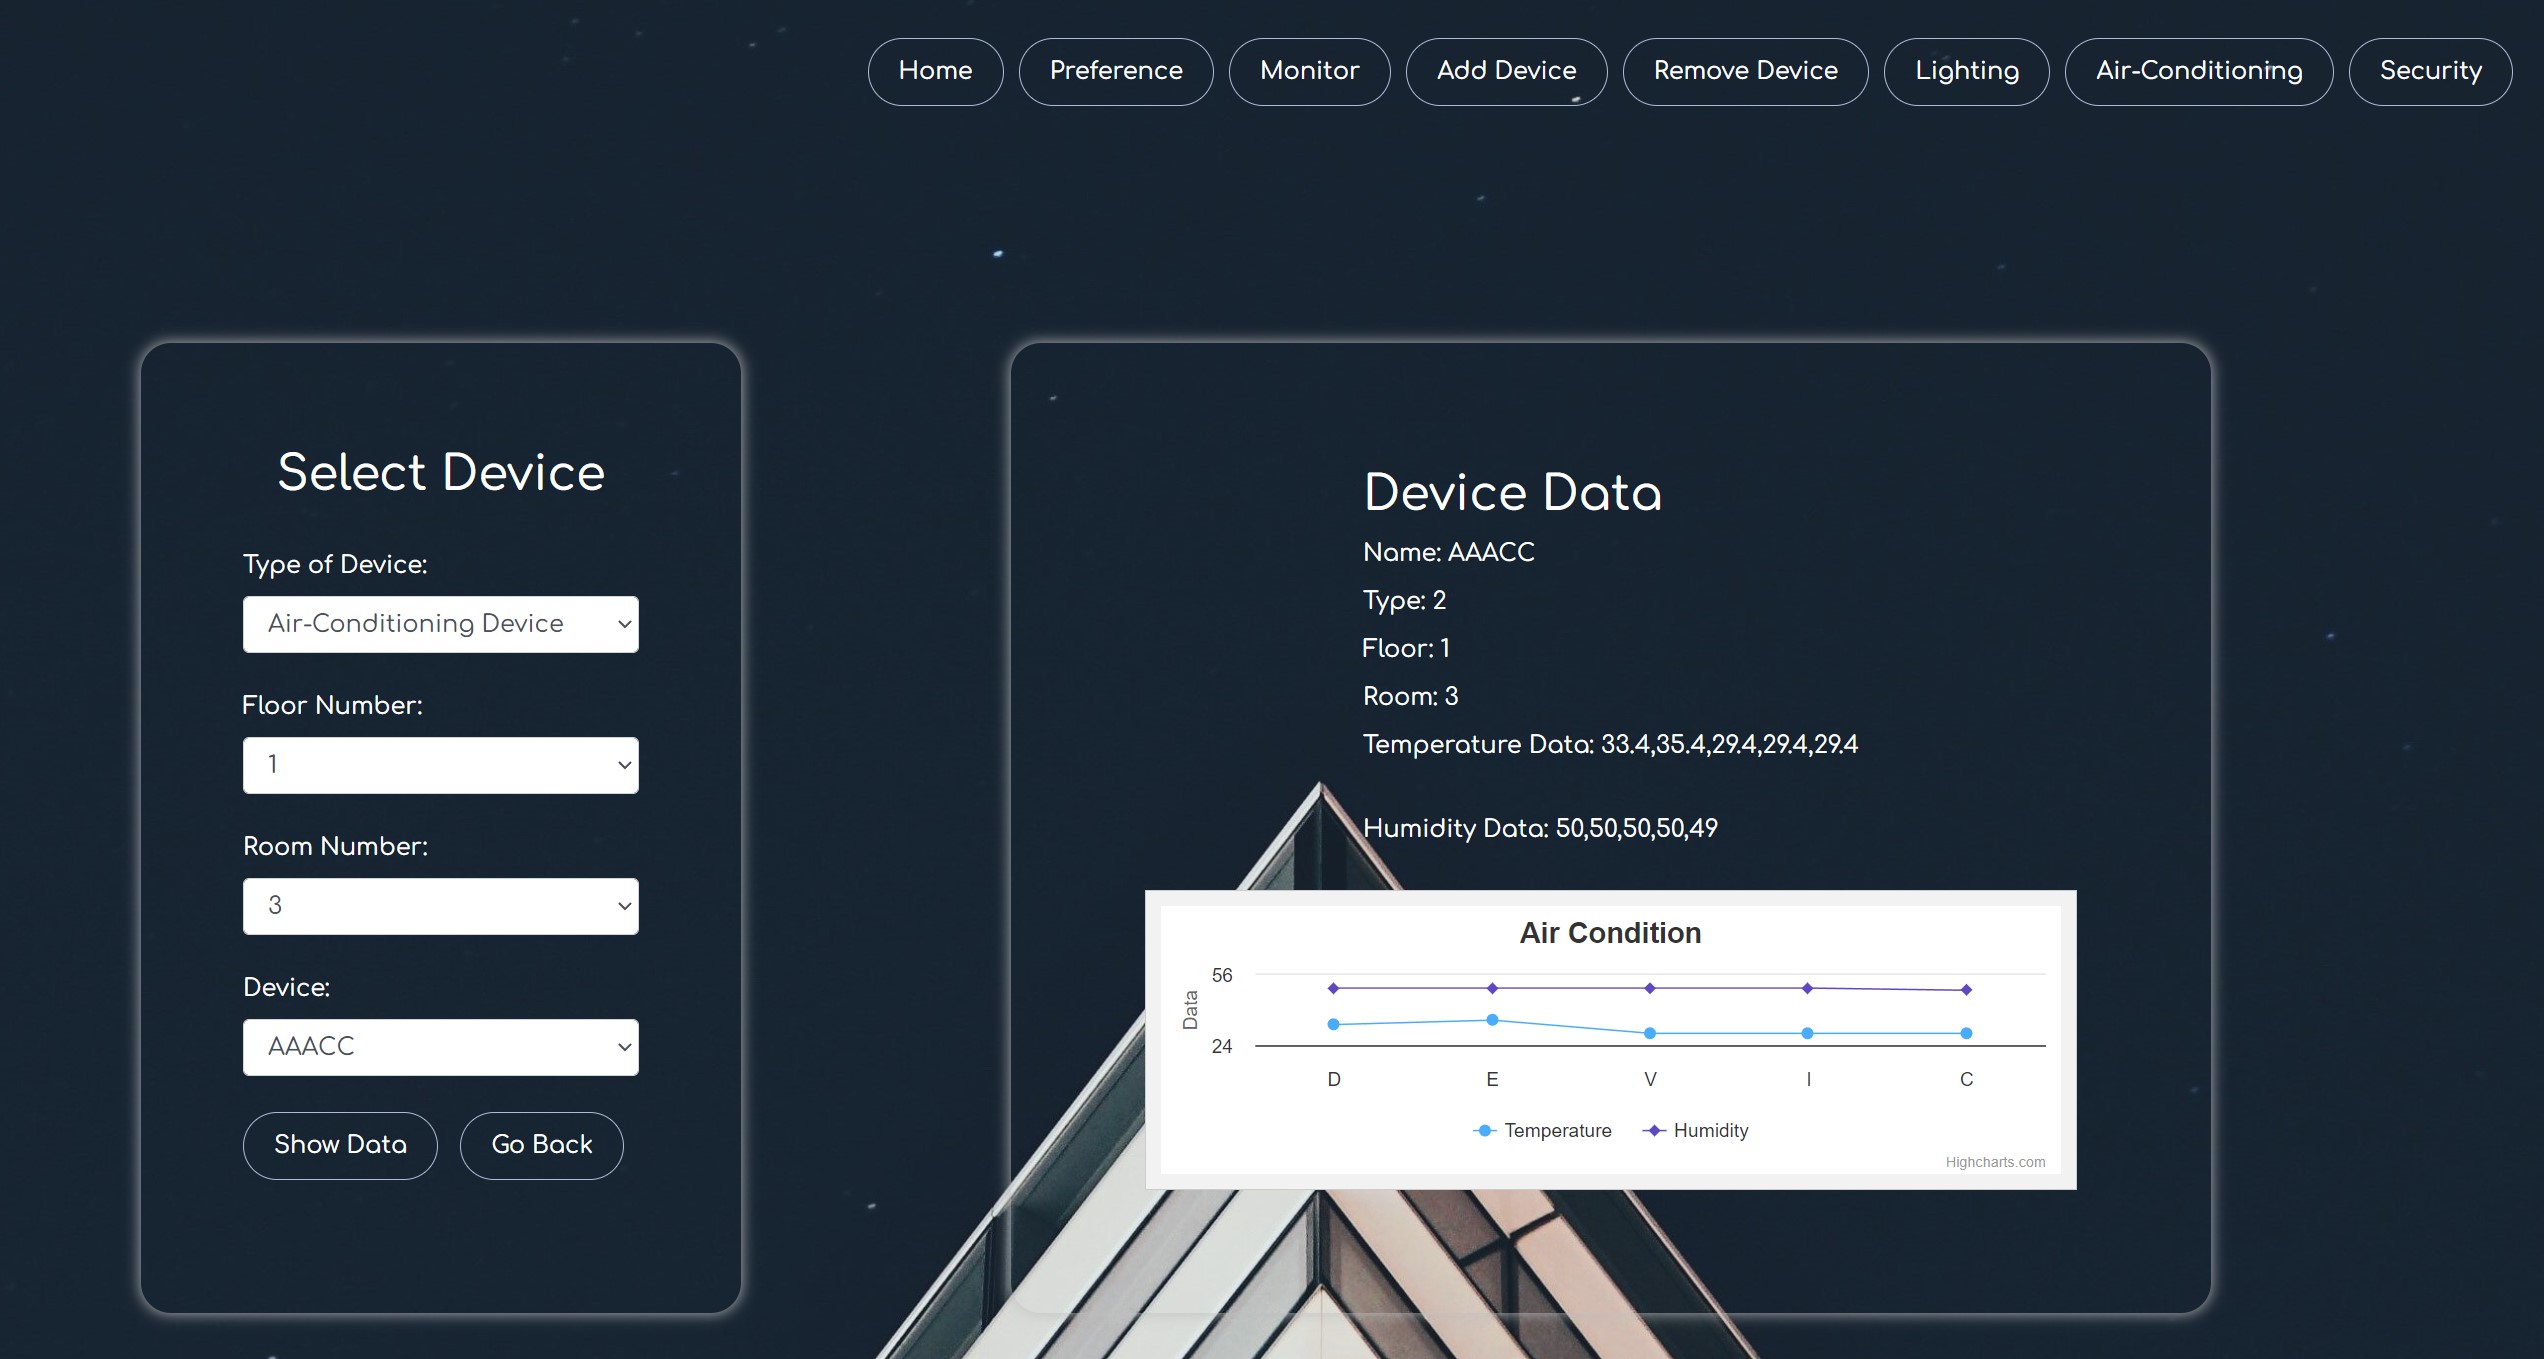 Home Preference Monitor Add Device Remove Device Lighting Air-Conditioning Security
Select Device
Type of Device:
Air-Conditioning Device
Floor Number:
1
Room Number:
3
Device:
AAACC
Show Data Go Back
Device Data
Name: AAACC
Type: 2
Floor: 1
Room: 3
Temperature Data: 33.4,35.4,29.4,29.4,29.4
Humidity Data: 50,50,50,50,49
Air Condition
Data
56
24
D E V I C
Temperature Humidity
Highcharts.com